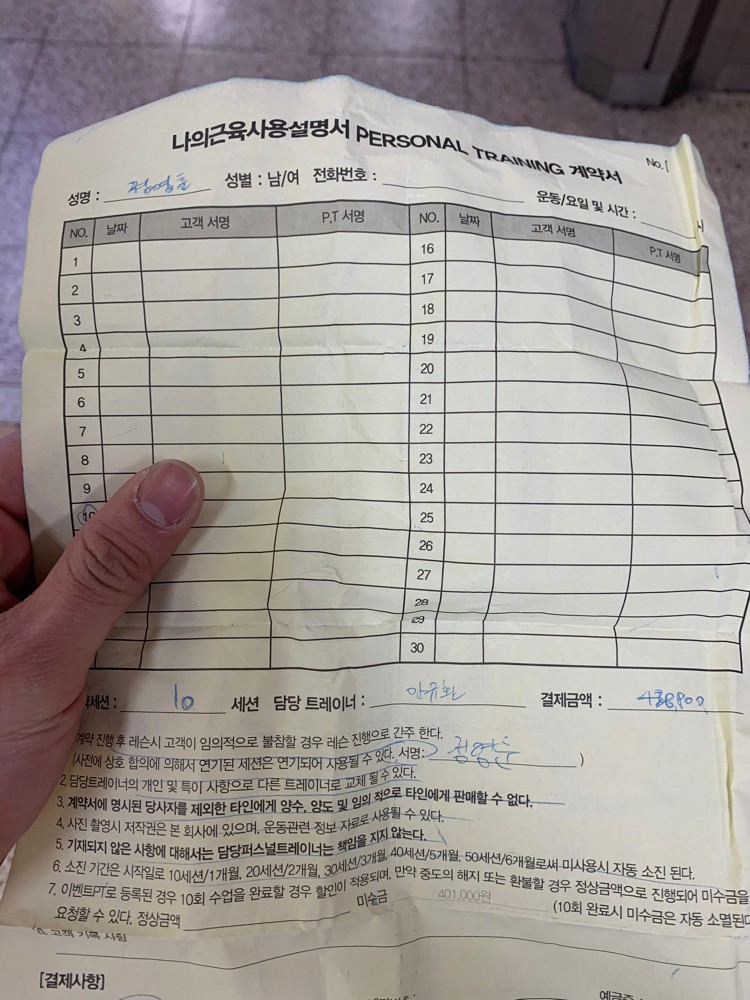 나의근육사용설명서 PERSONAL TRAINING 계약서
No.[
성명 : 성별 : 남/여 전화번호 : 운동/요일 및 시간 :
NO. 날짜 고객 서명 P.T 서명 NO. 날짜 고객 서명 P.T 서명
1 16
2 17
3 18
4 19
5 20
6 21
7 22
8 23
9 24
10 25
26
27
28
29
30
세션 : 10 세션 담당 트레이너 : 안규환 결제금액 :
계약 진행 후 레슨시 고객이 임의적으로 불참할 경우 레슨 진행으로 간주 한다.
(사전에 상호 합의에 의해서 연기된 세션은 연기되어 사용될 수 있다. 서명: )
2. 담당트레이너의 개인 및 특이 사항으로 다른 트레이너로 교체 될 수 있다.
3. 계약서에 명시된 당사자를 제외한 타인에게 양수, 양도 및 임의 적으로 타인에게 판매할 수 없다.
4. 사진 촬영시 저작권은 본 회사에 있으며, 운동관련 정보 자료로 사용될 수 있다.
5. 기재되지 않은 사항에 대해서는 담당퍼스널트레이너는 책임을 지지 않는다.
6. 소진 기간은 시작일로 10세션/1개월, 20세션/2개월, 30세션/3개월, 40세션/5개월, 50세션/6개월로써 미사용시 자동 소진 된다.
7. 이벤트PT로 등록된 경우 10회 수업을 완료할 경우 할인이 적용되며, 만약 중도의 해지 또는 환불할 경우 정상금액으로 진행되어 미수금을
요청할 수 있다. 정상금액 미수금 401,000원 (10회 완료시 미수금은 자동 소멸된다
8. 고객 기록 사항
[결제사항]